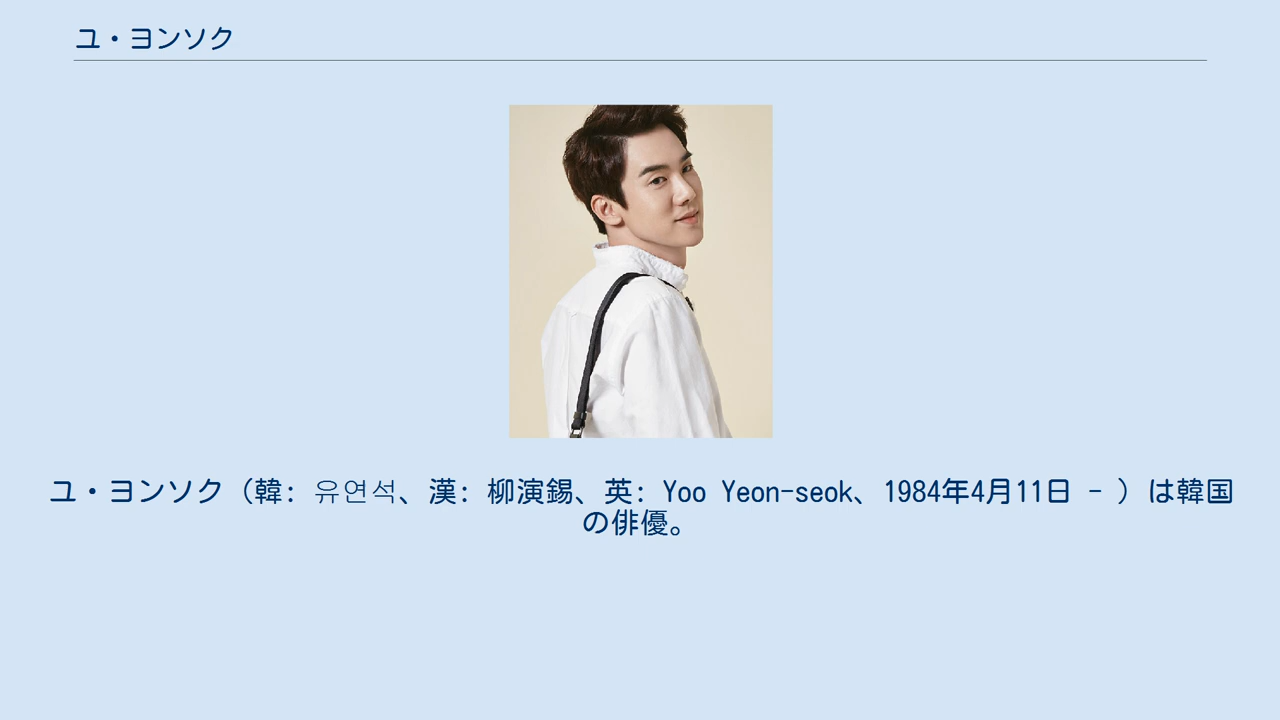 ユ・ヨンソク
ユ・ヨンソク（韓: 유연석、漢: 柳演錫、英: Yoo Yeon-seok、1984年4月11日 - ）は韓国
の俳優。